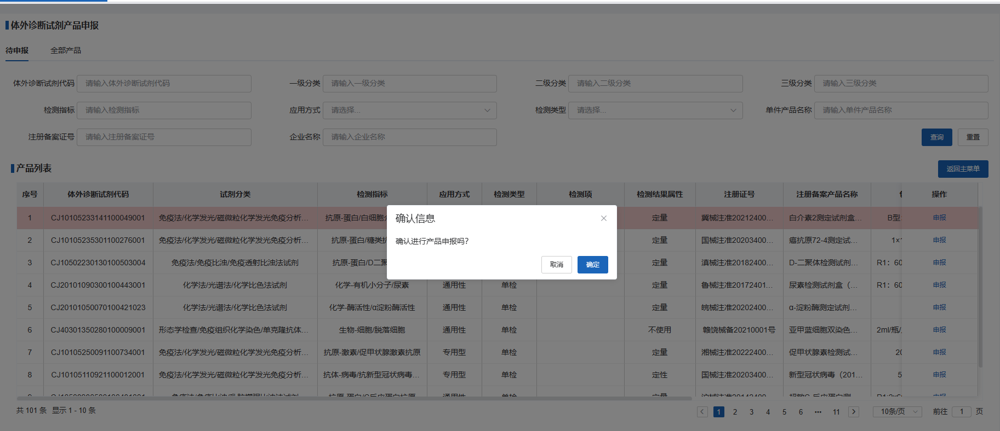 体外诊断试剂产品申报
待申报 全部产品
体外诊断试剂代码 请输入体外诊断试剂代码 一级分类 请输入一级分类 二级分类 请输入二级分类 三级分类 请输入三级分类
检测指标 请输入检测指标 应用方式 请选择... 检测类型 请选择... 单件产品名称 请输入单件产品名称
注册备案证号 请输入注册备案证号 企业名称 请输入企业名称 查询 重置
产品列表 返回主菜单
序号 体外诊断试剂代码 试剂分类 检测指标 应用方式 检测类型 检测项 检测结果属性 注册证号 注册备案产品名称 操作
1 CJ10105233141100049001 免疫法/化学发光/磁微粒化学发光免疫分析... 抗原-蛋白/白细胞 定量 冀械注准20212400... 白介素2测定试剂盒... B型 申报
2 CJ10105235301100276001 免疫法/化学发光/磁微粒化学发光免疫分析... 抗原-蛋白/糖类 定量 国械注准20203400... 癌抗原72-4测定试... 1× 申报
3 CJ10502230130100503004 免疫法/免疫比浊/免疫透射比浊法试剂 抗原-蛋白/D二 定量 滇械注准20182400... D-二聚体检测试剂... R1：60 申报
4 CJ20101090300100443001 化学法/光谱法/化学比色法试剂 化学-有机小分子/尿素 通用性 单检 定量 鲁械注准20172401... 尿素检测试剂盒（... R1：60 申报
5 CJ20101050070100421023 化学法/光谱法/化学比色法试剂 化学-酶活性/α淀粉酶活性 通用性 单检 定量 皖械注准20202400... α-淀粉酶测定试剂... 申报
6 CJ40301350280100009001 形态学检查/免疫组织化学染色/单克隆抗体... 生物-细胞/脱落细胞 通用性 单检 不使用 赣饶械备20210001号 亚甲蓝细胞双染色... 2ml/瓶/ 申报
7 CJ10105250091100734001 免疫法/化学发光/磁微粒化学发光免疫分析... 抗原-激素/促甲状腺激素抗原 专用型 单检 定量 湘械注准20222400... 促甲状腺素检测试... 20 申报
8 CJ10105110921100012001 免疫法/化学发光/磁微粒化学发光免疫分析... 抗体-病毒/抗新型冠状病毒... 专用型 单检 定性 国械注准20203400... 新型冠状病毒（201... 5 申报
确认信息
确认进行产品申报吗？
取消 确定
共 101 条 显示 1 - 10 条 1 2 3 4 5 6 ••• 11 10条/页 前往 1 页